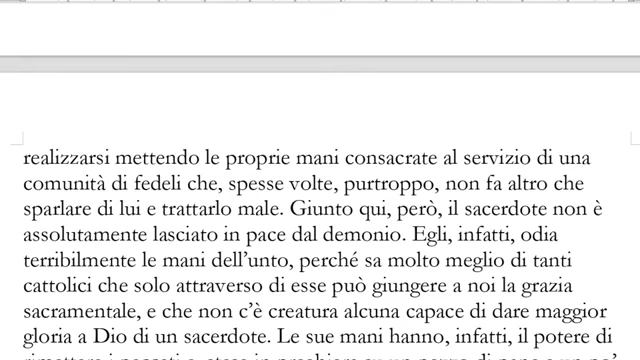 realizzarsi mettendo le proprie mani consacrate al servizio di una
comunità di fedeli che, spesse volte, purtroppo, non fa altro che
sparlare di lui e trattarlo male. Giunto qui, però, il sacerdote non è
assolutamente lasciato in pace dal demonio. Egli, infatti, odia
terribilmente le mani dell’unto, perché sa molto meglio di tanti
cattolici che solo attraverso di esse può giungere a noi la grazia
sacramentale, e che non c’è creatura alcuna capace di dare maggior
gloria a Dio di un sacerdote. Le sue mani hanno, infatti, il potere di